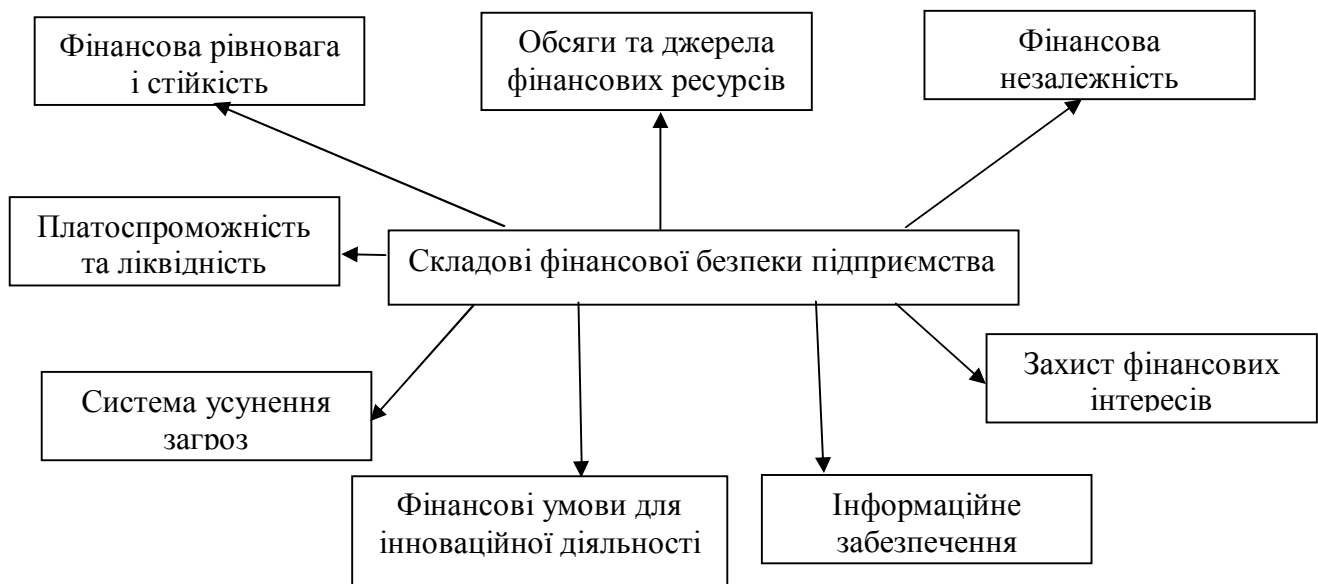 Фінансова рівновага
і стійкість
Обсяги та джерела
фінансових ресурсів
Фінансова
незалежність
Платоспроможність
та ліквідність
Складові фінансової безпеки підприємства
Захист фінансових
інтересів
Система усунення
загроз
Фінансові умови для
інноваційної діяльності
Інформаційне
забезпечення